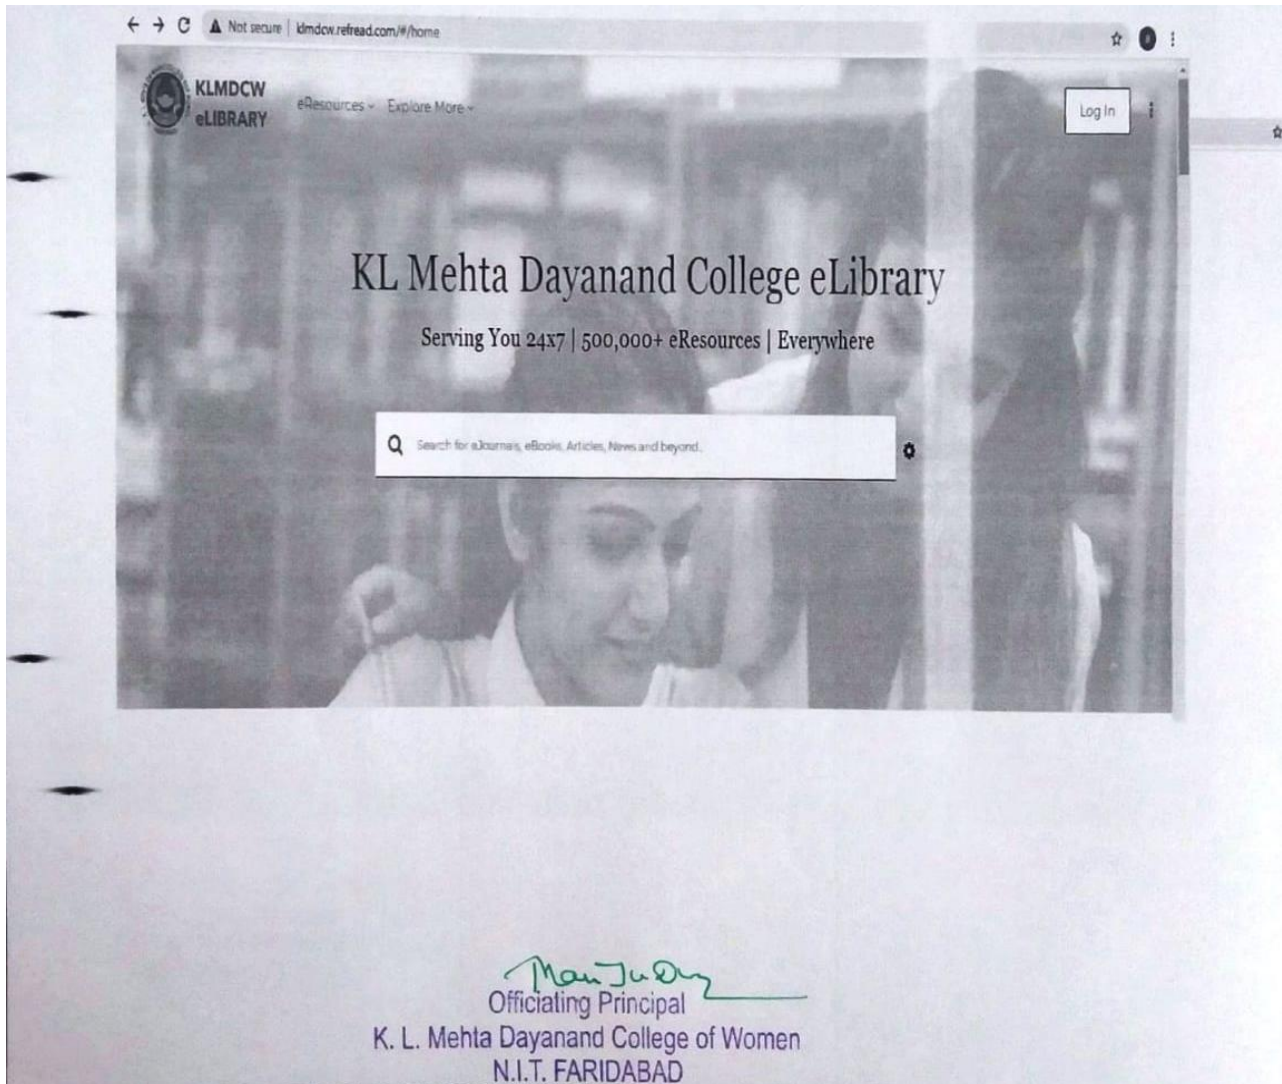 Not secure | klmdcw.refread.com/#/home
KLMDCW
eLIBRARY
eResources Explore More
Log In
KL Mehta Dayanand College eLibrary
Serving You 24x7 | 500,000+ eResources | Everywhere
Search for eJournals, eBooks, Articles, News and beyond..
Officiating Principal
K. L. Mehta Dayanand College of Women
N.I.T. FARIDABAD